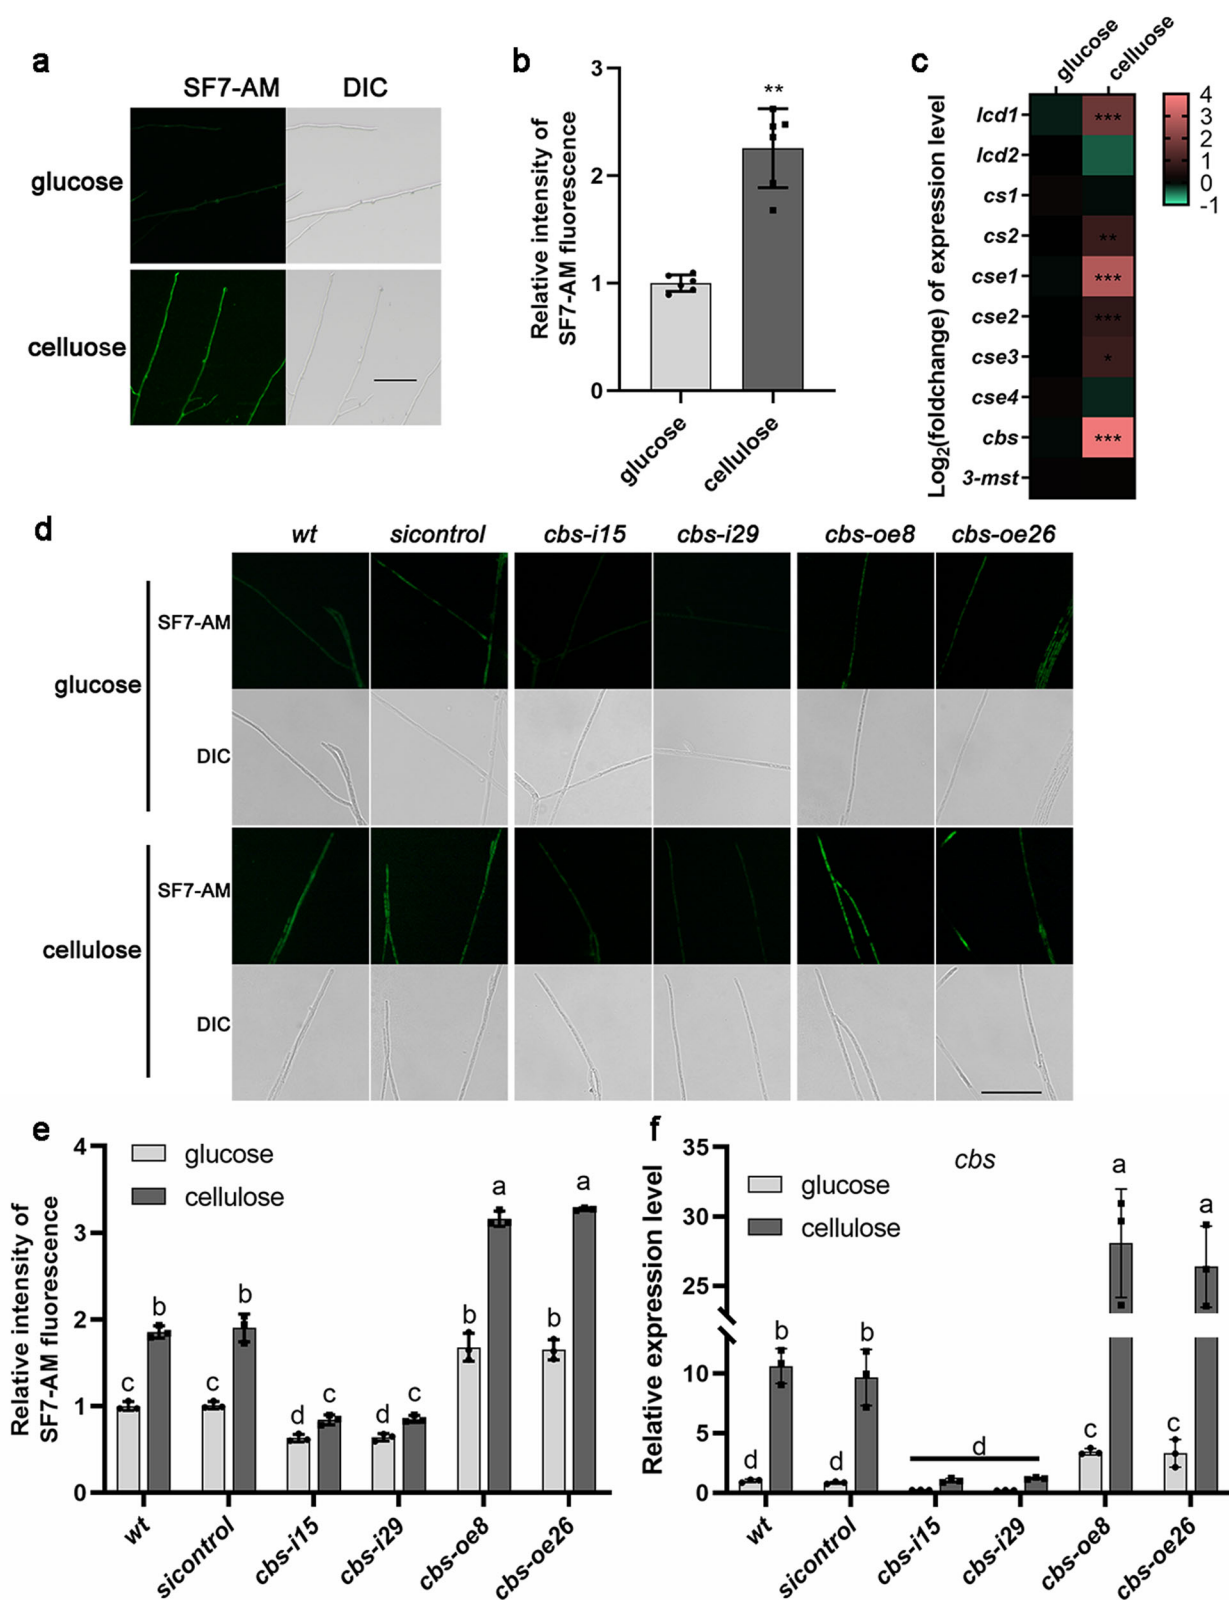 a
SF7-AM DIC
glucose
celluose
b
Relative intensity of
SF7-AM fluorescence
3
2
1
0
**
glucose
cellulose
c
glucose
celluose
Log2(foldchange) of expression level
lcd1 ***
lcd2
cs1
cs2 **
cse1 ***
cse2 ***
cse3 *
cse4
cbs ***
3-mst
4
3
2
1
0
-1
d
wt sicontrol cbs-i15 cbs-i29 cbs-oe8 cbs-oe26
glucose
SF7-AM
DIC
cellulose
SF7-AM
DIC
e
Relative intensity of
SF7-AM fluorescence
4
3
2
1
0
glucose
cellulose
c b c b d c d c b a b a
wt sicontrol cbs-i15 cbs-i29 cbs-oe8 cbs-oe26
f
Relative expression level
35
30
25
10
5
0
cbs
glucose
cellulose
d b d b d c a c a
wt sicontrol cbs-i15 cbs-i29 cbs-oe8 cbs-oe26